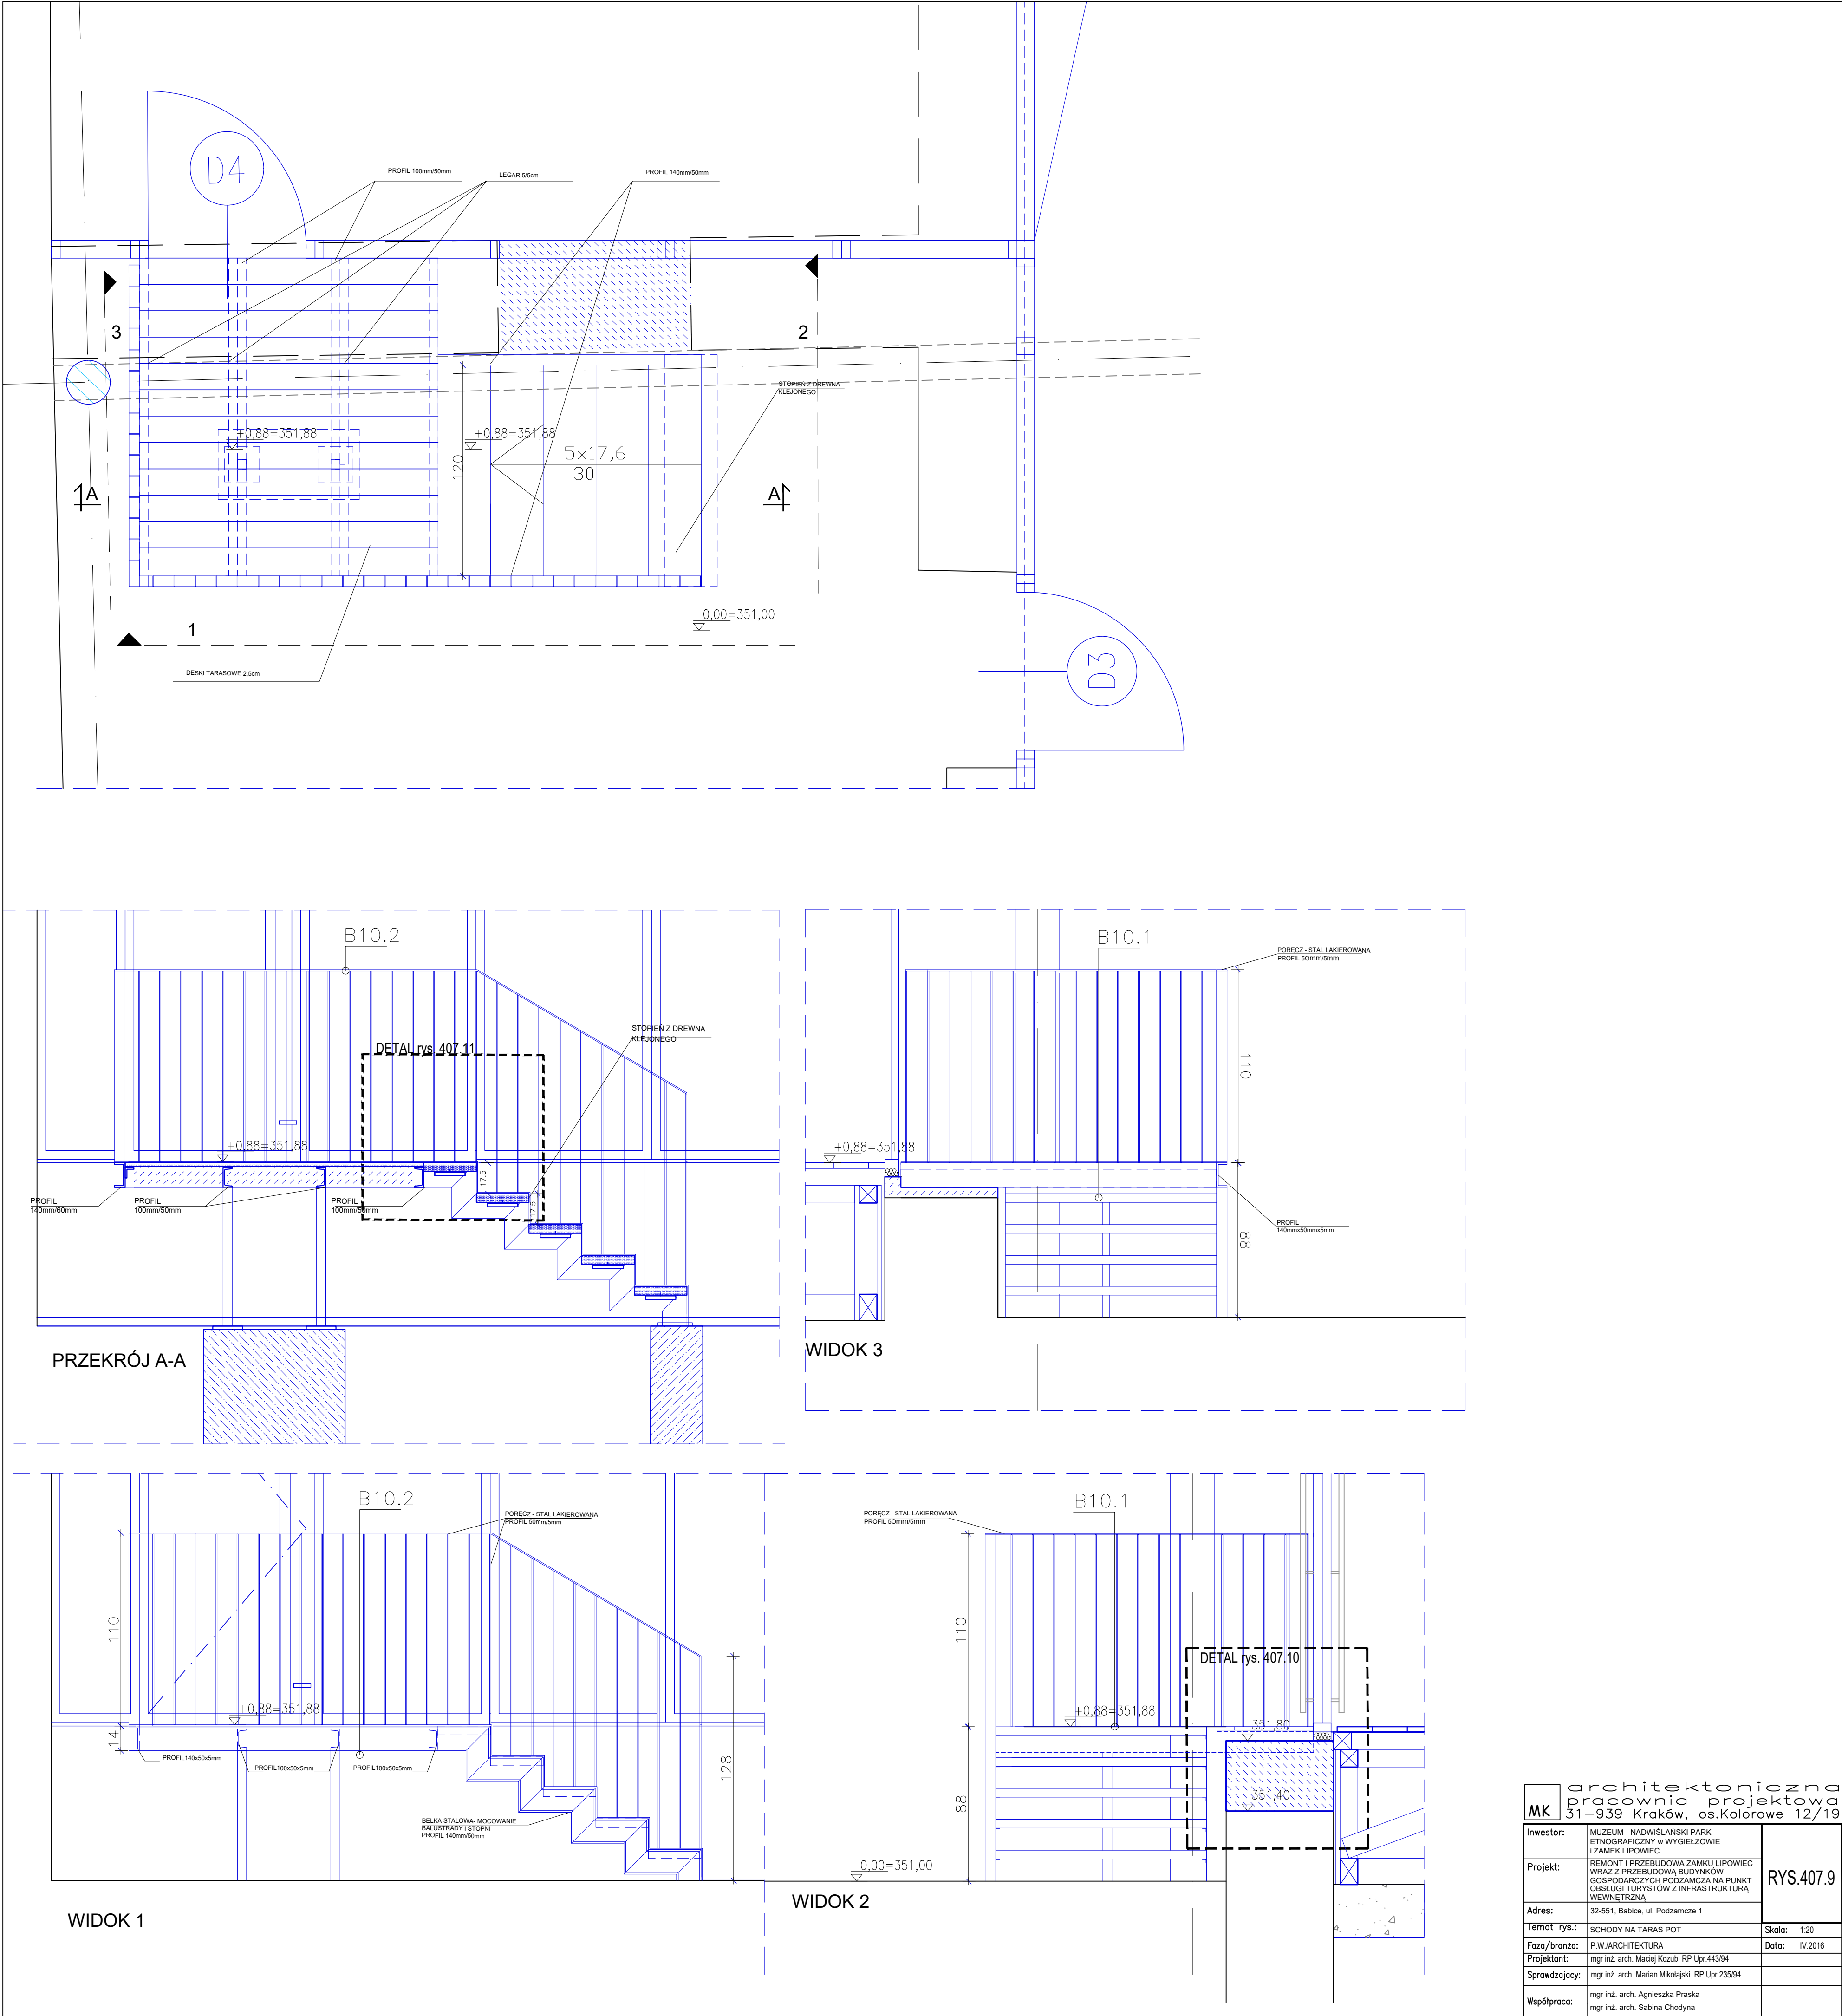 D4
PROFIL 100mm/50mm
LEGAR 5/5cm
PROFIL 140mm/50mm
3
2
STOPIEŃ Z DREWNA
KLEJONEGO
+0,88=351,88
+0,88=351,88
5x17,6
30
120
A
A
0,00=351,00
1
D3
DESKI TARASOWE 2,5cm
B10.2
STOPIEŃ Z DREWNA
KLEJONEGO
DETAL rys. 407.11
+0,88=351,88
17.5
17.5
PROFIL
140mm/60mm
PROFIL
100mm/50mm
PROFIL
100mm/50mm
PRZEKRÓJ A-A
B10.1
PORĘCZ - STAL LAKIEROWANA
PROFIL 50mm/5mm
110
+0,88=351,88
PROFIL
140mmx50mmx5mm
88
WIDOK 3
B10.2
PORĘCZ - STAL LAKIEROWANA
PROFIL 50mm/5mm
110
+0,88=351,88
14
PROFIL140x50x5mm
PROFIL100x50x5mm
PROFIL100x50x5mm
128
BELKA STALOWA- MOCOWANIE
BALUSTRADY I STOPNI
PROFIL 140mm/50mm
WIDOK 1
PORĘCZ - STAL LAKIEROWANA
PROFIL 50mm/5mm
B10.1
110
DETAL rys. 407.10
+0,88=351,88
351,80
351,40
88
0,00=351,00
WIDOK 2
MK
architektoniczna
pracownia projektowa
31-939 Kraków, os.Kolorowe 12/19
Inwestor:
MUZEUM - NADWIŚLAŃSKI PARK
ETNOGRAFICZNY w WYGIEŁZOWIE
i ZAMEK LIPOWIEC
RYS.407.9
Projekt:
REMONT I PRZEBUDOWA ZAMKU LIPOWIEC
WRAZ Z PRZEBUDOWĄ BUDYNKÓW
GOSPODARCZYCH PODZAMCZA NA PUNKT
OBSŁUGI TURYSTÓW Z INFRASTRUKTURĄ
WEWNĘTRZNĄ
Adres:
32-551, Babice, ul. Podzamcze 1
Temat rys.:
SCHODY NA TARAS POT
Skala: 1:20
Faza/branża:
P.W./ARCHITEKTURA
Data: IV.2016
Projektant:
mgr inż. arch. Maciej Kozub RP Upr.443/94
Sprawdzajacy:
mgr inż. arch. Marian Mikołajski RP Upr.235/94
Współpraca:
mgr inż. arch. Agnieszka Praska
mgr inż. arch. Sabina Chodyna